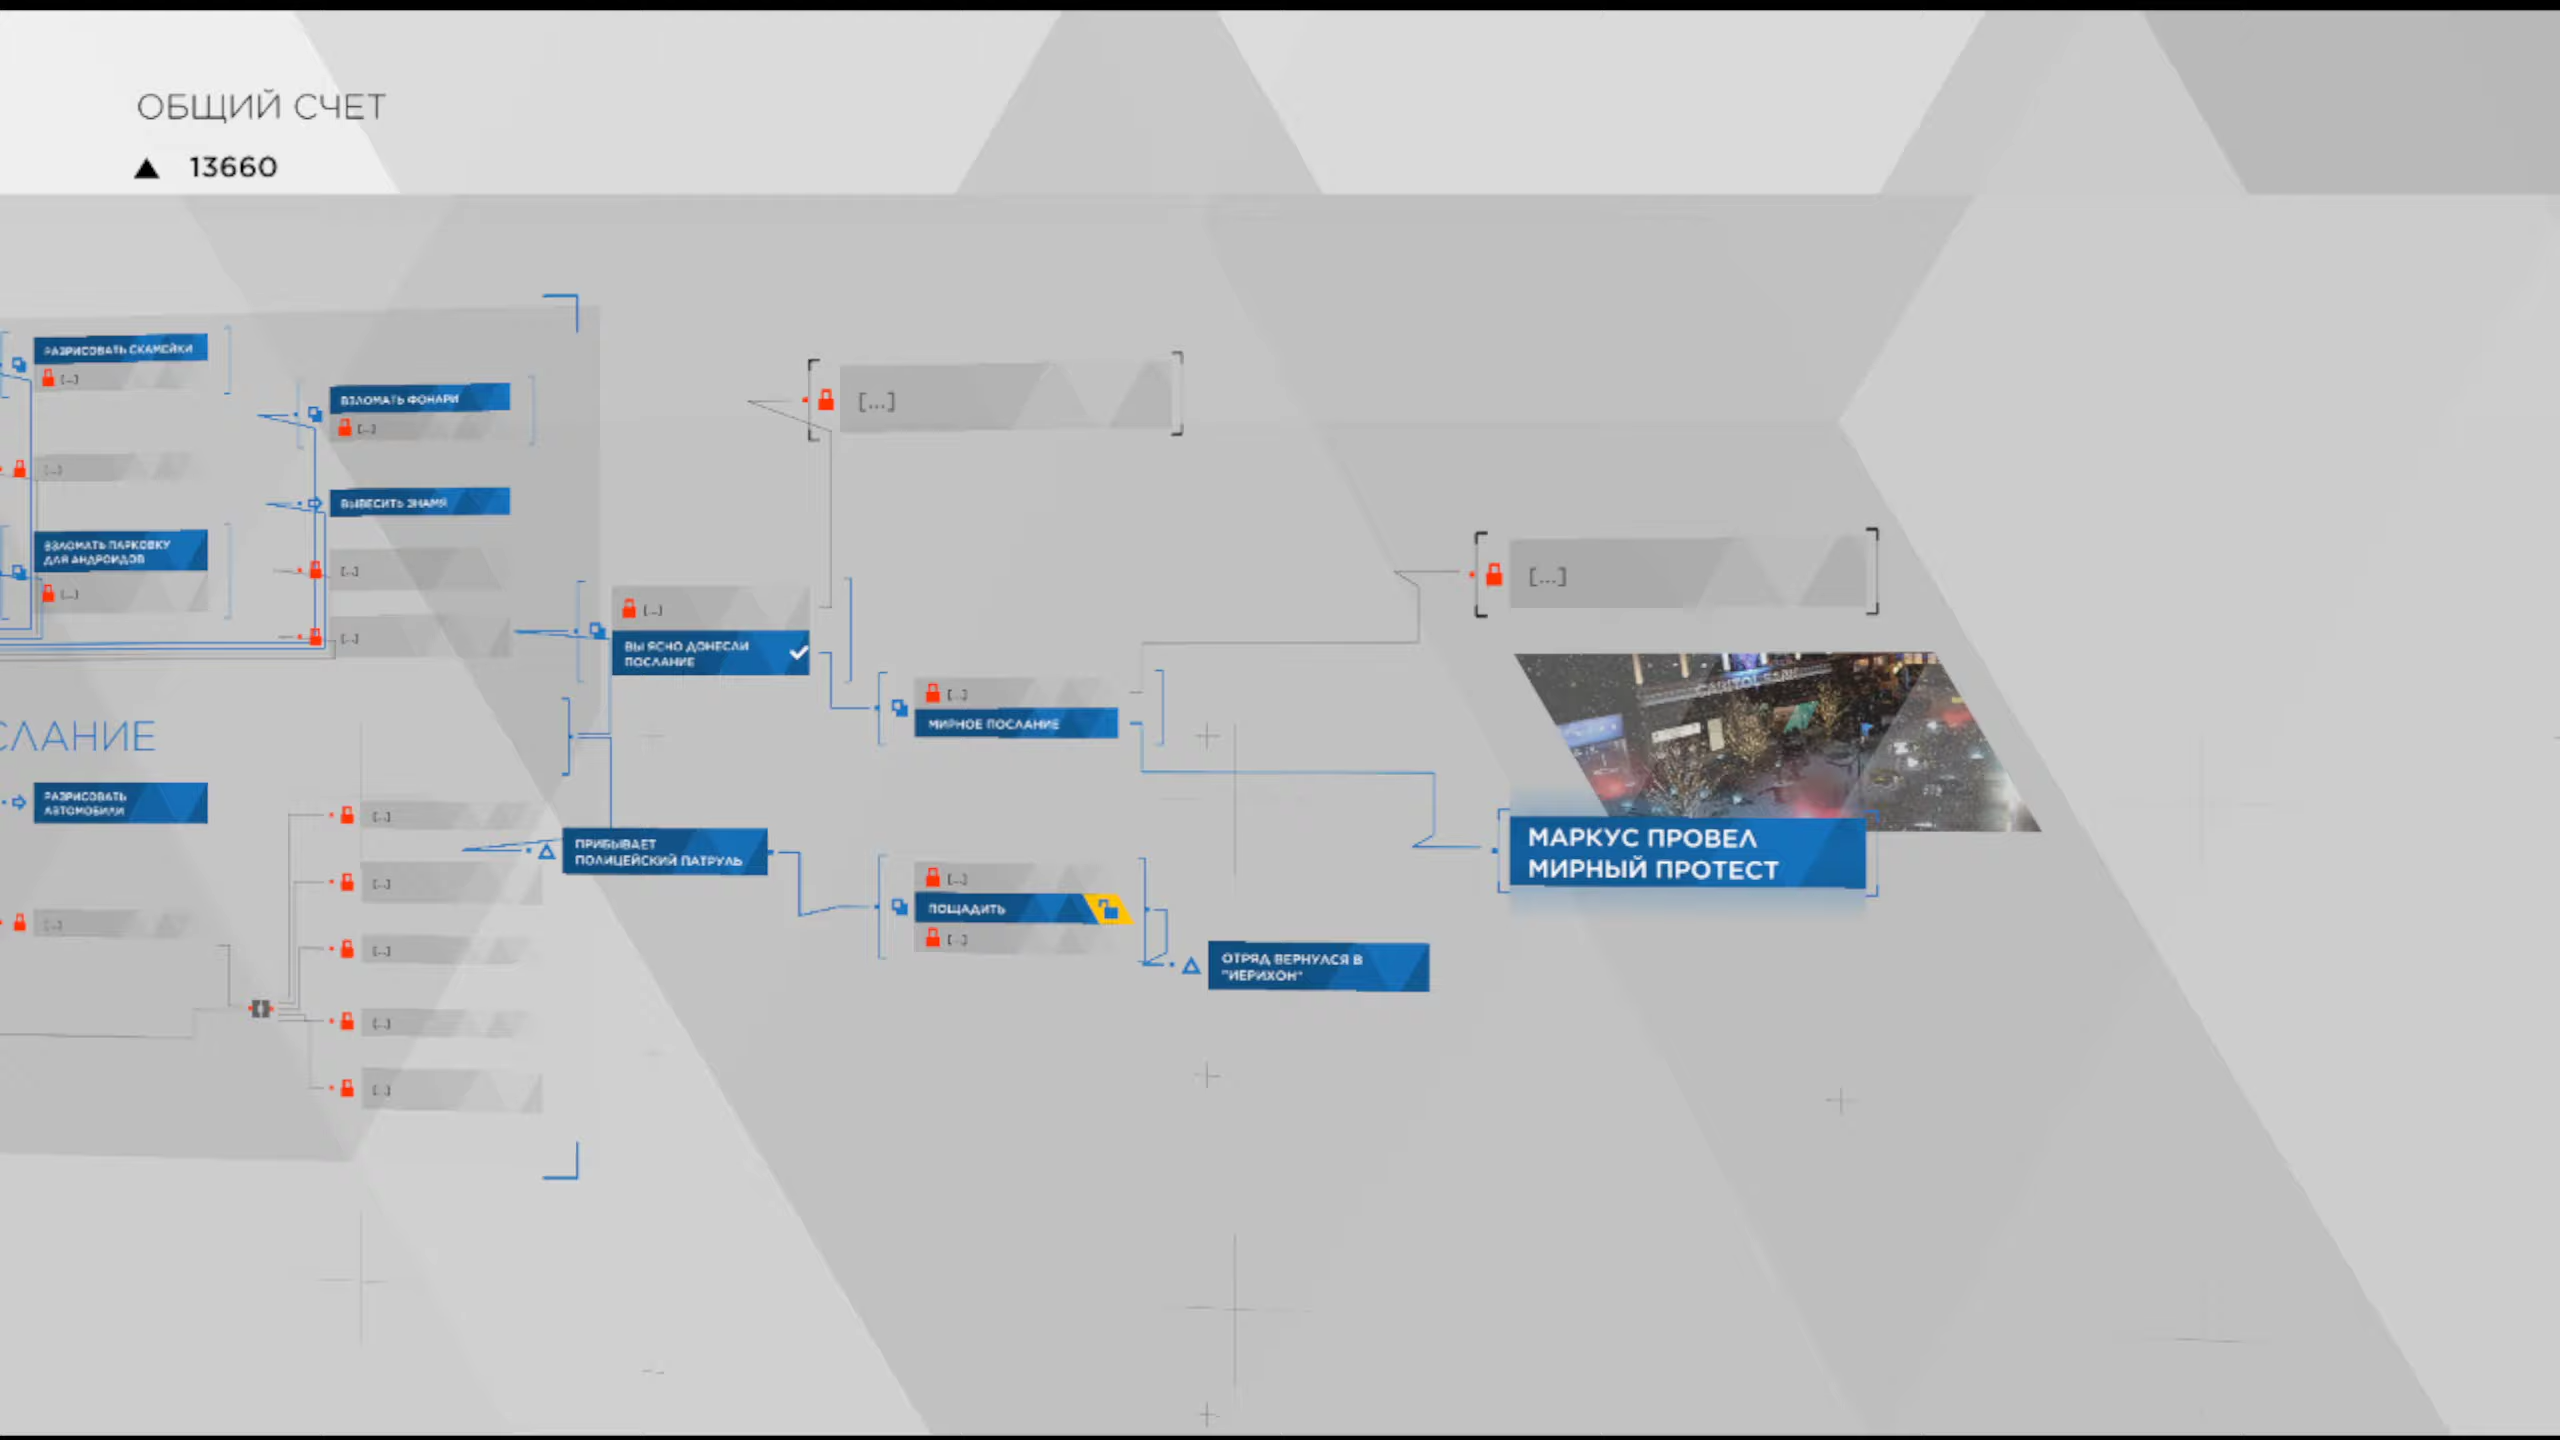 ОБЩИЙ СЧЕТ
13660
РАЗРИСОВАТЬ СКАМЕЙКИ
[...]
ВЗЛОМАТЬ ФОНАРИ
[...]
[...]
[...]
ВЫВЕСИТЬ ЗНАМЯ
ВЗЛОМАТЬ ПАРКОВКУ
ДЛЯ АНДРОИДОВ
[...]
[...]
[...]
[...]
ВЫ ЯСНО ДОНЕСЛИ
ПОСЛАНИЕ
[...]
[...]
МИРНОЕ ПОСЛАНИЕ
СЛАНИЕ
РАЗРИСОВАТЬ
АВТОМОБИЛИ
[...]
[...]
[...]
[...]
[...]
[...]
ПРИБЫВАЕТ
ПОЛИЦЕЙСКИЙ ПАТРУЛЬ
[...]
ПОЩАДИТЬ
[...]
ОТРЯД ВЕРНУЛСЯ В
"ИЕРИХОН"
МАРКУС ПРОВЕЛ
МИРНЫЙ ПРОТЕСТ